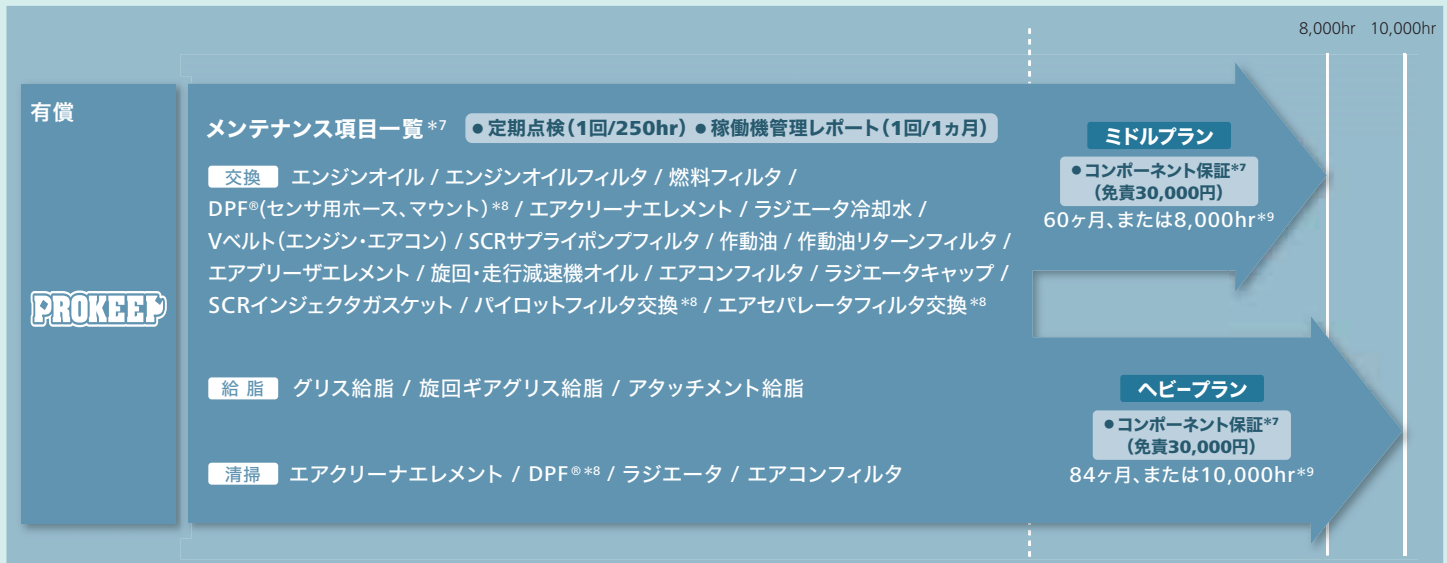 8,000hr 10,000hr
有償
PROKEEP
メンテナンス項目一覧*7 ●定期点検(1回/250hr) ●稼働機管理レポート(1回/1ヵ月)
交換 エンジンオイル / エンジンオイルフィルタ / 燃料フィルタ /
DPF®(センサ用ホース、マウント)*8 / エアクリーナエレメント / ラジエータ冷却水 /
Vベルト(エンジン・エアコン) / SCRサプライポンプフィルタ / 作動油 / 作動油リターンフィルタ /
エアブリーザエレメント / 旋回・走行減速機オイル / エアコンフィルタ / ラジエータキャップ /
SCRインジェクタガスケット / パイロットフィルタ交換*8 / エアセパレータフィルタ交換*8
給脂 グリス給脂 / 旋回ギアグリス給脂 / アタッチメント給脂
清掃 エアクリーナエレメント / DPF®*8 / ラジエータ / エアコンフィルタ
ミドルプラン
●コンポーネント保証*7
(免責30,000円)
60ヶ月、または8,000hr*9
ヘビープラン
●コンポーネント保証*7
(免責30,000円)
84ヶ月、または10,000hr*9